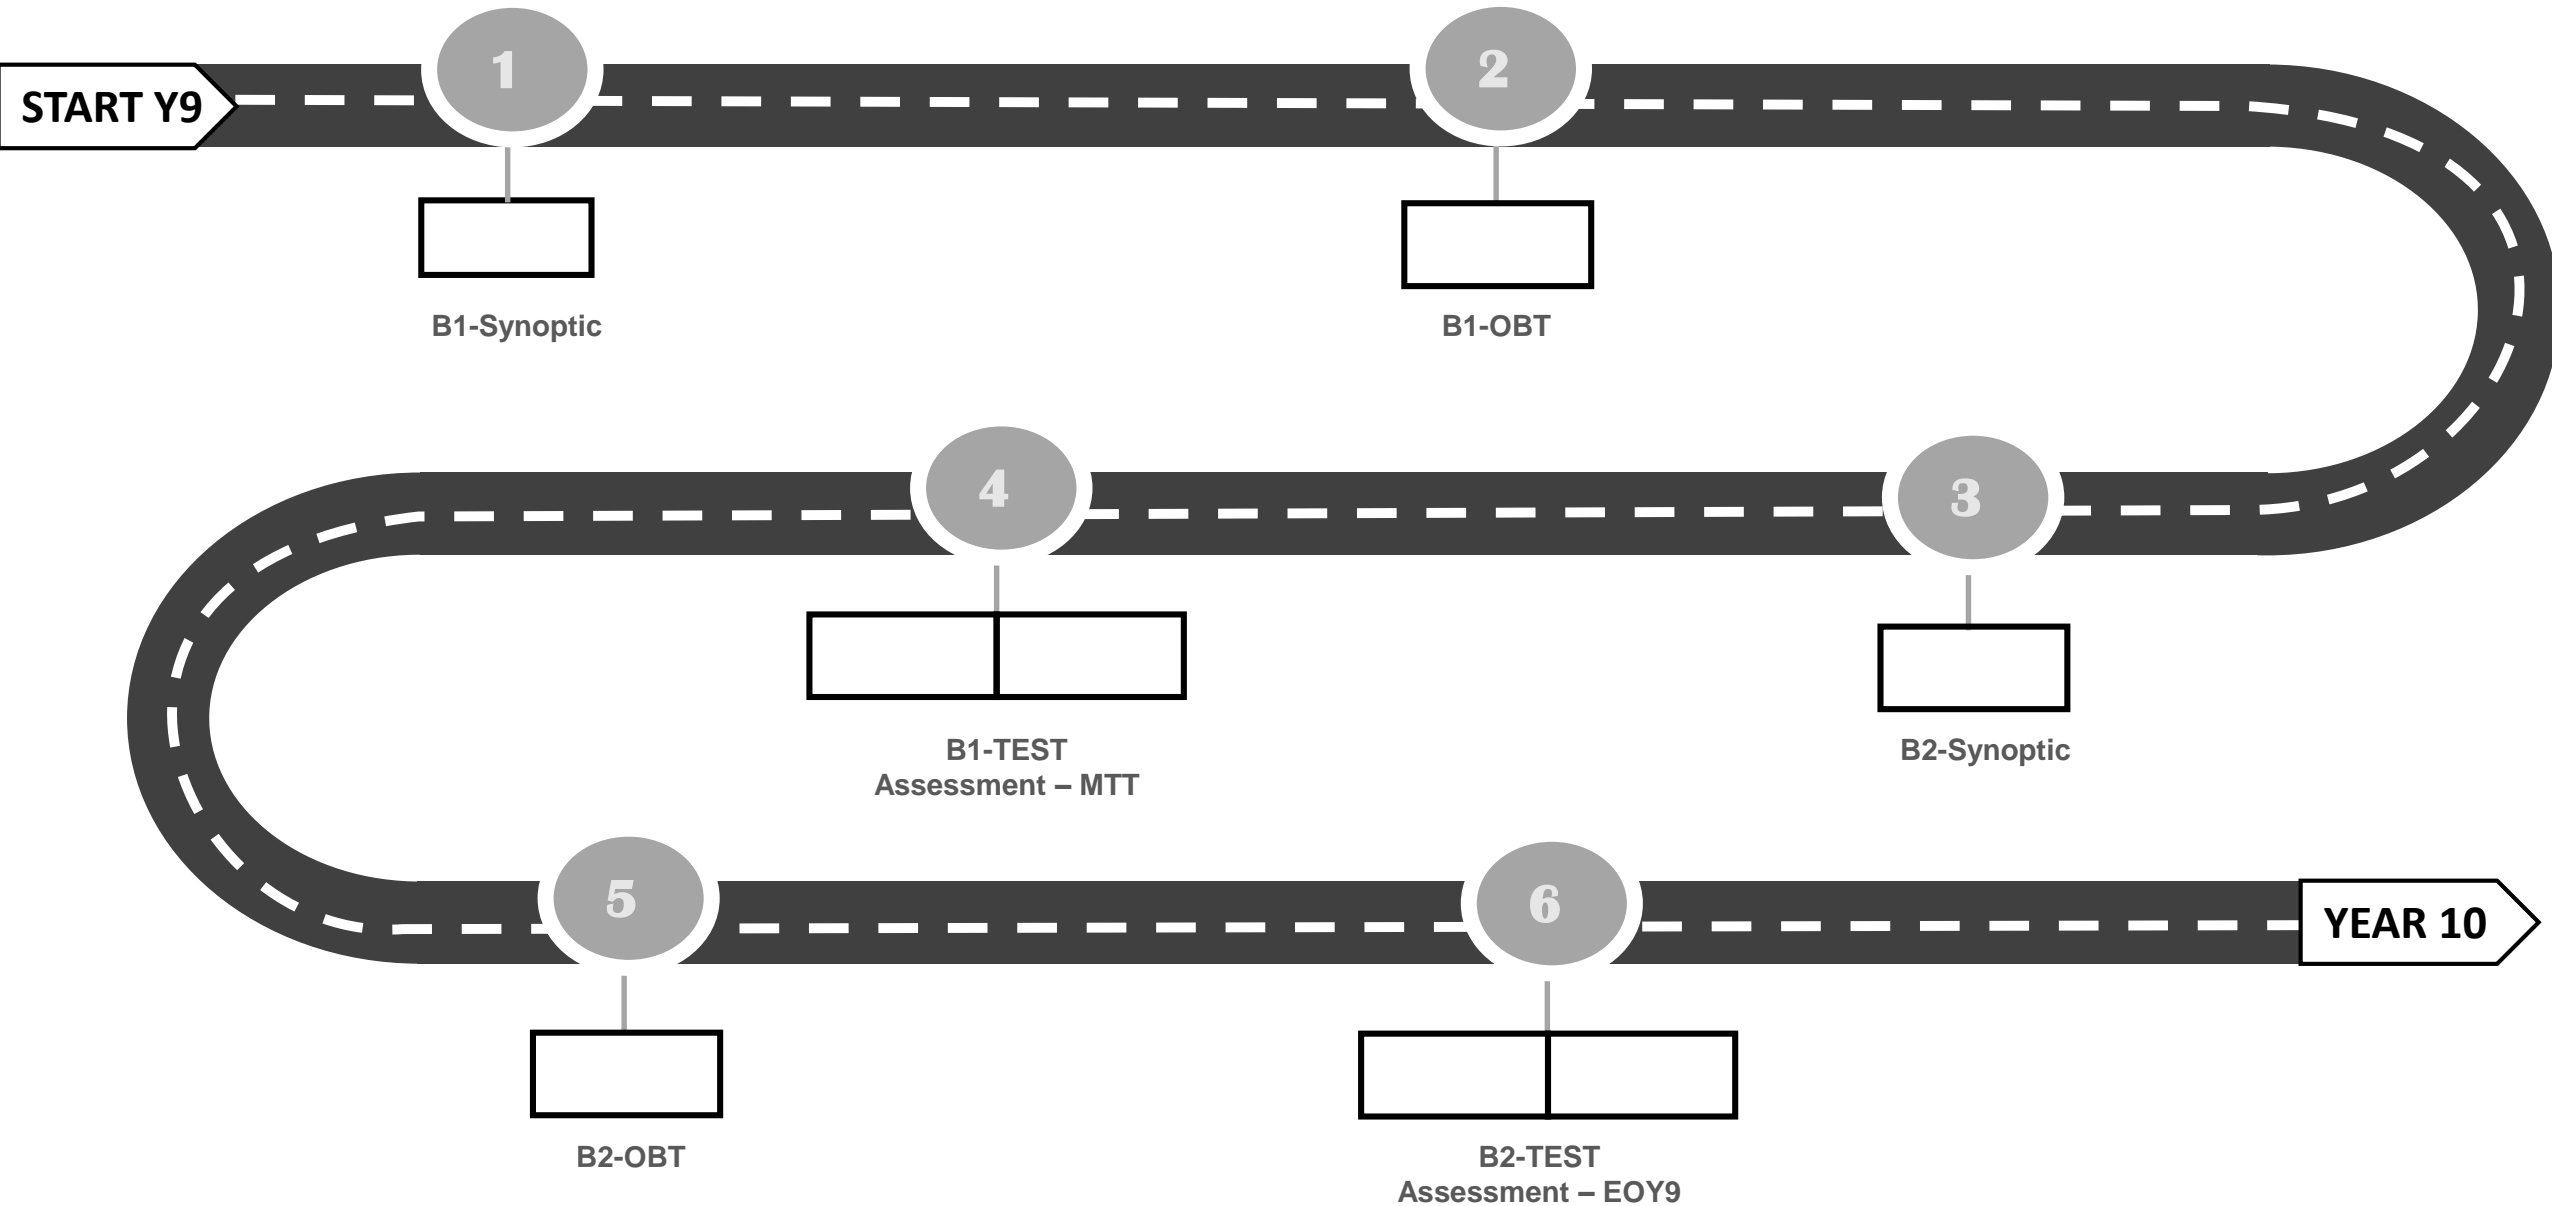 START Y9
1
2
B1-Synoptic
B1-OBT
4
3
B1-TEST
Assessment – MTT
B2-Synoptic
5
6
YEAR 10
B2-OBT
B2-TEST
Assessment – EOY9